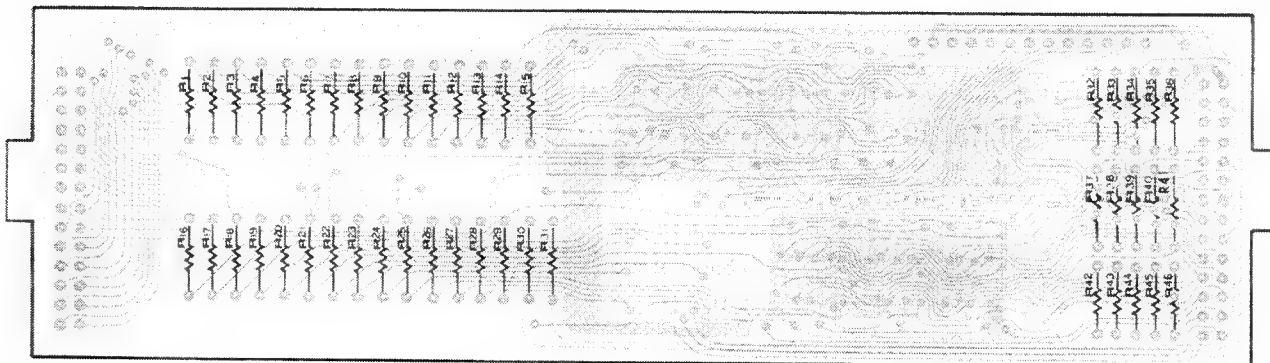 R1 R2 R3 R4 R5 R6 R7 R8 R9 R10 R11 R12 R13 R14 R15
R32 R33 R34 R35 R36
R37 R38 R39 R40 R41
R16 R17 R18 R19 R20 R21 R22 R23 R24 R25 R26 R27 R28 R29 R30 R31
R42 R43 R44 R45 R46